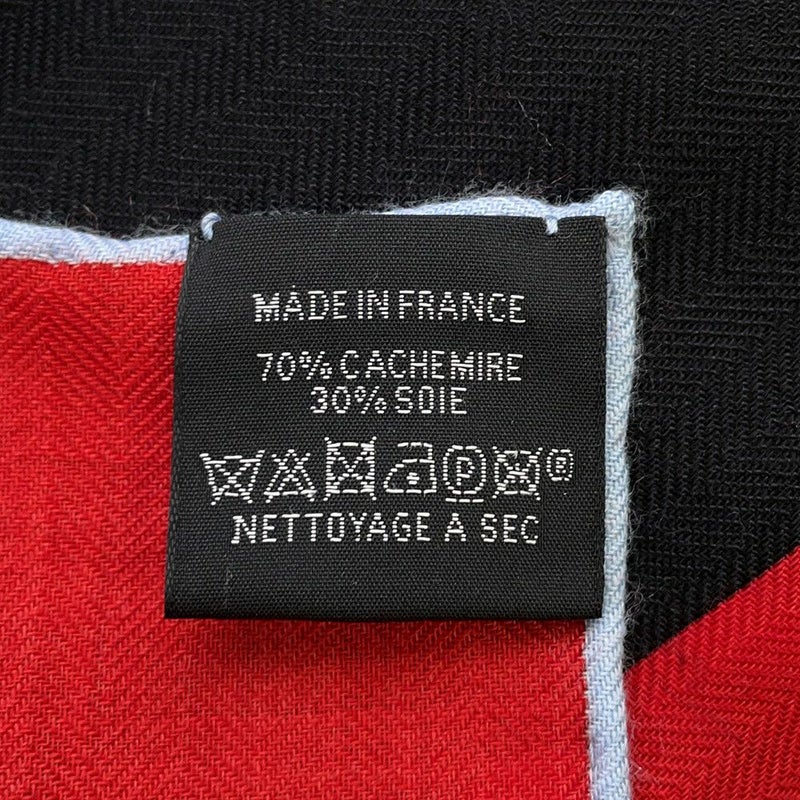 MADE IN FRANCE
70% CACHEMIRE
30% SOIE
P ®
NETTOYAGE A SEC